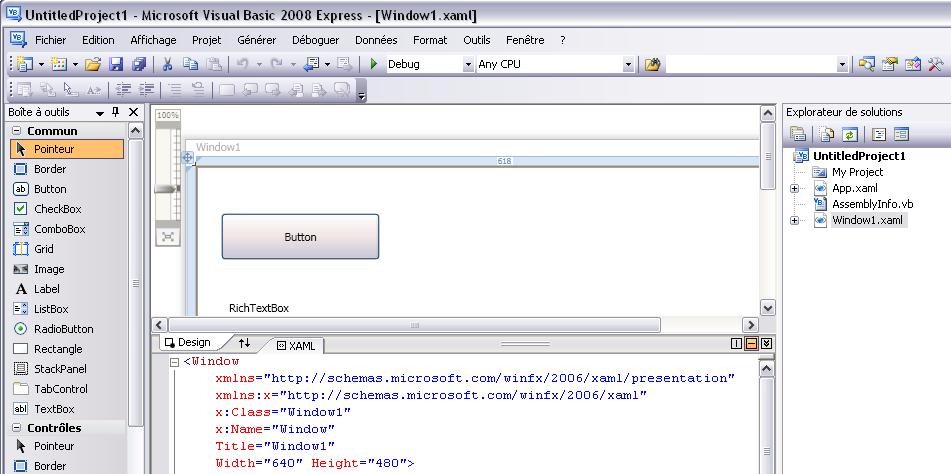 UntitledProject1 - Microsoft Visual Basic 2008 Express - [Window1.xaml]
Fichier Edition Affichage Projet Générer Déboguer Données Format Outils Fenêtre ?
Debug Any CPU
Boîte à outils
Commun
Pointeur
Border
Button
CheckBox
ComboBox
Grid
Image
Label
ListBox
RadioButton
Rectangle
StackPanel
TabControl
TextBox
Contrôles
Pointeur
Border
100%
Window1
618
Button
RichTextBox
Design XAML
<Window
xmlns="http://schemas.microsoft.com/winfx/2006/xaml/presentation"
xmlns:x="http://schemas.microsoft.com/winfx/2006/xaml"
x:Class="Window1"
x:Name="Window"
Title="Window1"
Width="640" Height="480">
Explorateur de solutions
UntitledProject1
My Project
App.xaml
AssemblyInfo.vb
Window1.xaml